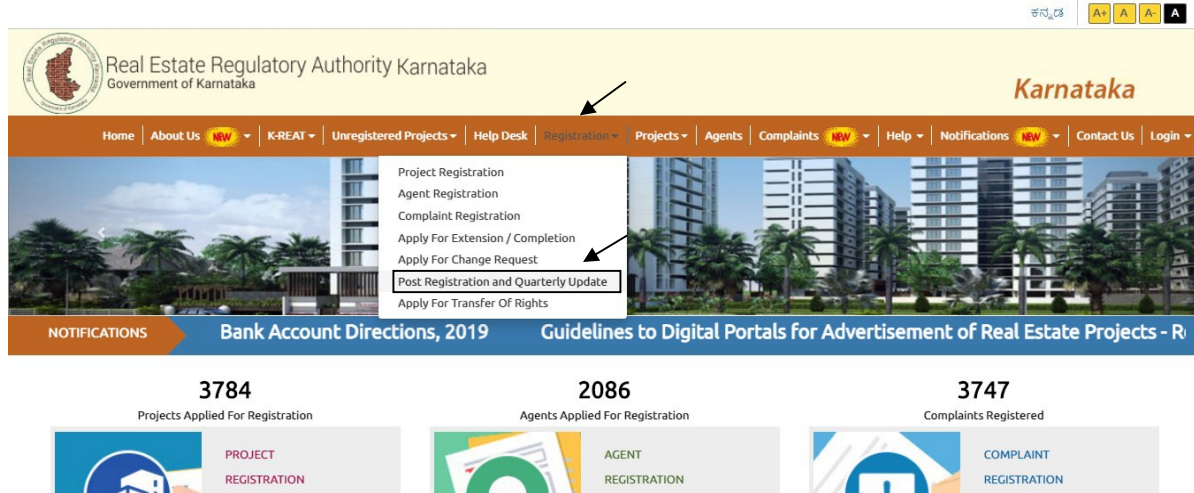 ಕನ್ನಡ A+ A A- A
Real Estate Regulatory Authority Karnataka
Government of Karnataka
Karnataka
Home About Us NEW K-REAT Unregistered Projects Help Desk Registration Projects Agents Complaints NEW Help Notifications NEW Contact Us Login
Project Registration
Agent Registration
Complaint Registration
Apply For Extension / Completion
Apply For Change Request
Post Registration and Quarterly Update
Apply For Transfer Of Rights
NOTIFICATIONS Bank Account Directions, 2019 Guidelines to Digital Portals for Advertisement of Real Estate Projects - R
3784 2086 3747
Projects Applied For Registration Agents Applied For Registration Complaints Registered
PROJECT AGENT COMPLAINT
REGISTRATION REGISTRATION REGISTRATION